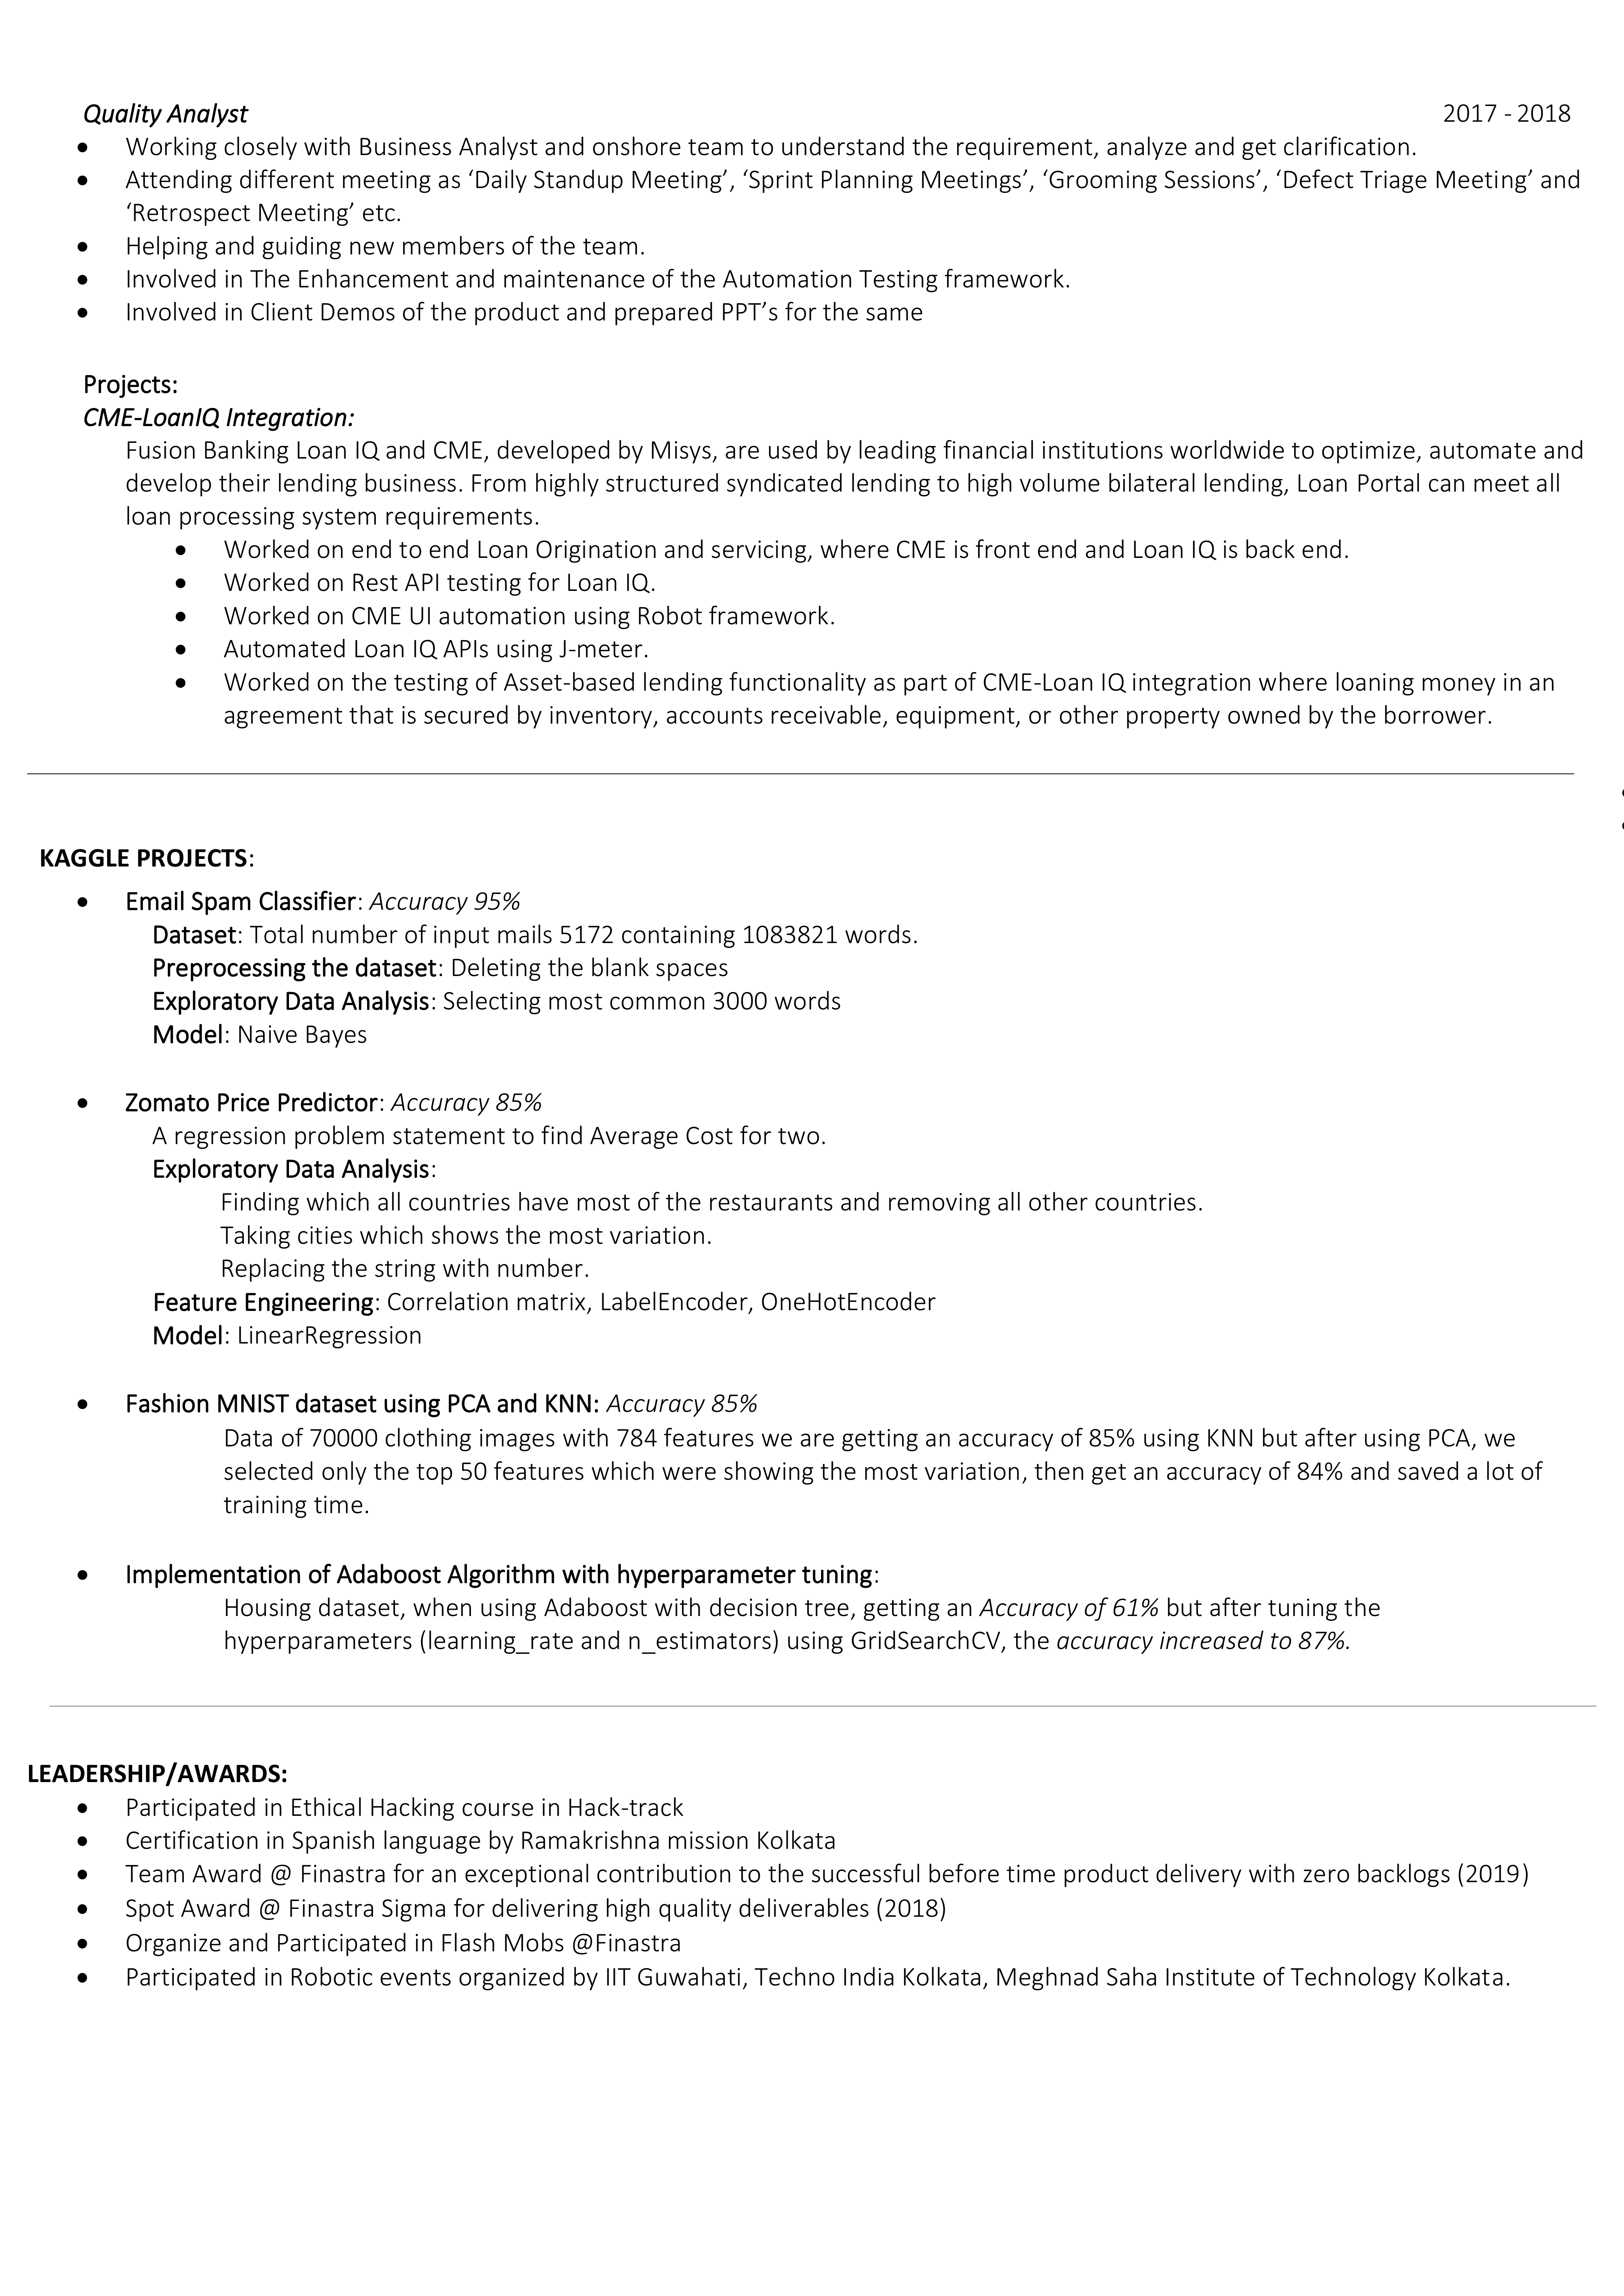 Quality Analyst 2017 - 2018
• Working closely with Business Analyst and onshore team to understand the requirement, analyze and get clarification.
• Attending different meeting as ‘Daily Standup Meeting’, ‘Sprint Planning Meetings’, ‘Grooming Sessions’, ‘Defect Triage Meeting’ and
‘Retrospect Meeting’ etc.
• Helping and guiding new members of the team.
• Involved in The Enhancement and maintenance of the Automation Testing framework.
• Involved in Client Demos of the product and prepared PPT’s for the same
Projects:
CME-LoanIQ Integration:
Fusion Banking Loan IQ and CME, developed by Misys, are used by leading financial institutions worldwide to optimize, automate and
develop their lending business. From highly structured syndicated lending to high volume bilateral lending, Loan Portal can meet all
loan processing system requirements.
• Worked on end to end Loan Origination and servicing, where CME is front end and Loan IQ is back end.
• Worked on Rest API testing for Loan IQ.
• Worked on CME UI automation using Robot framework.
• Automated Loan IQ APIs using J-meter.
• Worked on the testing of Asset-based lending functionality as part of CME-Loan IQ integration where loaning money in an
agreement that is secured by inventory, accounts receivable, equipment, or other property owned by the borrower.
KAGGLE PROJECTS:
• Email Spam Classifier: Accuracy 95%
Dataset: Total number of input mails 5172 containing 1083821 words.
Preprocessing the dataset: Deleting the blank spaces
Exploratory Data Analysis: Selecting most common 3000 words
Model: Naive Bayes
• Zomato Price Predictor: Accuracy 85%
A regression problem statement to find Average Cost for two.
Exploratory Data Analysis:
Finding which all countries have most of the restaurants and removing all other countries.
Taking cities which shows the most variation.
Replacing the string with number.
Feature Engineering: Correlation matrix, LabelEncoder, OneHotEncoder
Model: LinearRegression
• Fashion MNIST dataset using PCA and KNN: Accuracy 85%
Data of 70000 clothing images with 784 features we are getting an accuracy of 85% using KNN but after using PCA, we
selected only the top 50 features which were showing the most variation, then get an accuracy of 84% and saved a lot of
training time.
• Implementation of Adaboost Algorithm with hyperparameter tuning:
Housing dataset, when using Adaboost with decision tree, getting an Accuracy of 61% but after tuning the
hyperparameters (learning_rate and n_estimators) using GridSearchCV, the accuracy increased to 87%.
LEADERSHIP/AWARDS:
• Participated in Ethical Hacking course in Hack-track
• Certification in Spanish language by Ramakrishna mission Kolkata
• Team Award @ Finastra for an exceptional contribution to the successful before time product delivery with zero backlogs (2019)
• Spot Award @ Finastra Sigma for delivering high quality deliverables (2018)
• Organize and Participated in Flash Mobs @Finastra
• Participated in Robotic events organized by IIT Guwahati, Techno India Kolkata, Meghnad Saha Institute of Technology Kolkata.